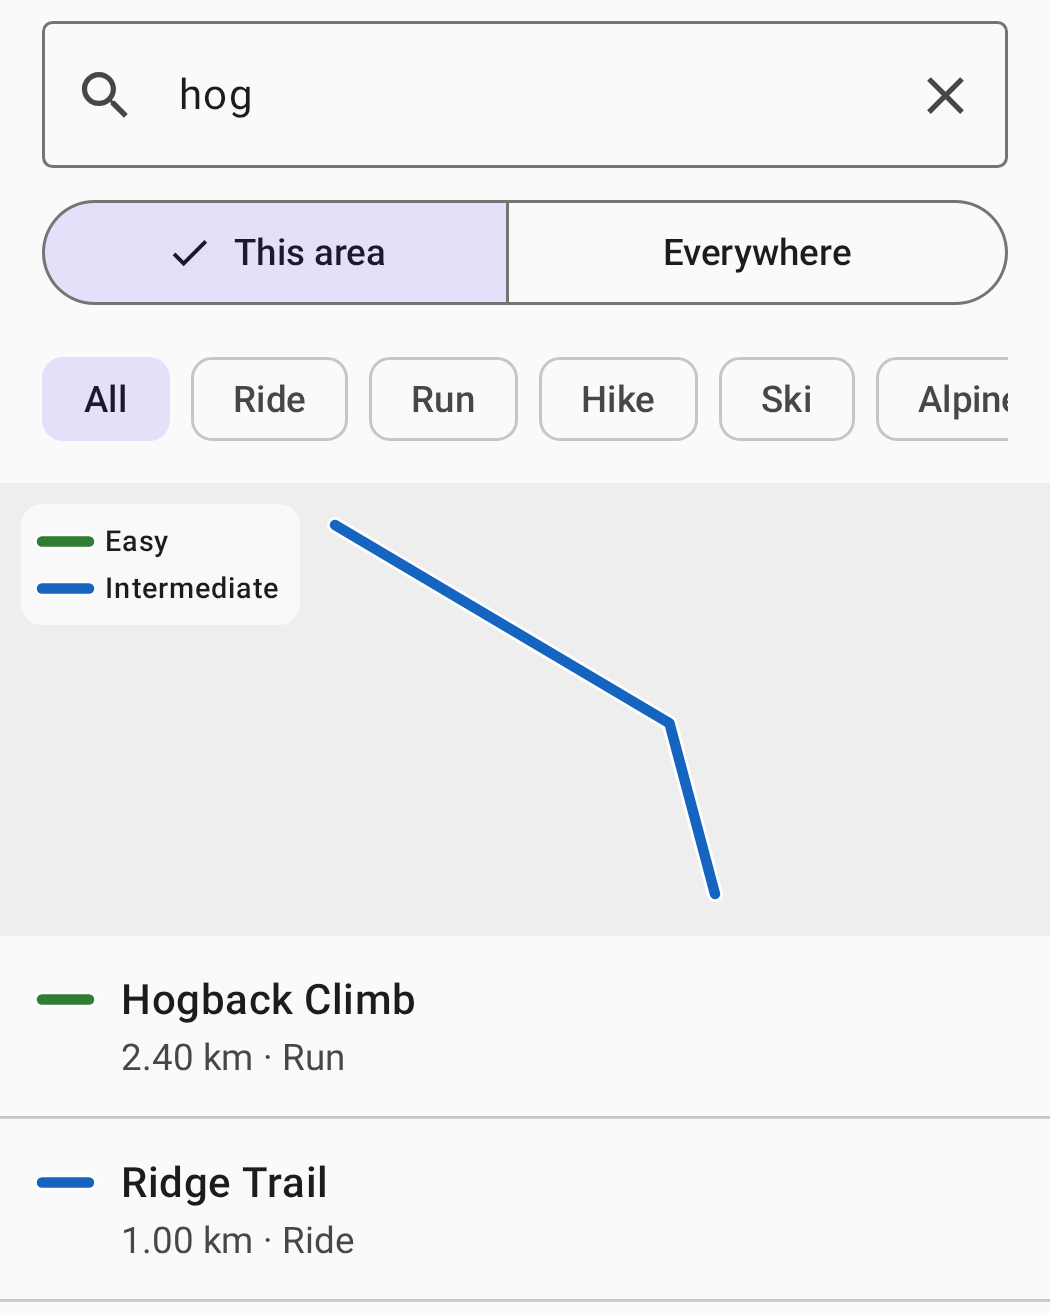 hog
This area
Everywhere
All
Ride
Run
Hike
Ski
Alpine
Easy
Intermediate
Hogback Climb
2.40 km · Run
Ridge Trail
1.00 km · Ride